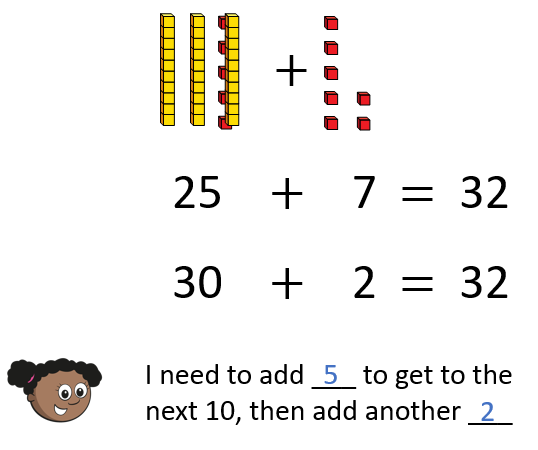 +
25 + 7 = 32
30 + 2 = 32
I need to add 5 to get to the
next 10, then add another 2